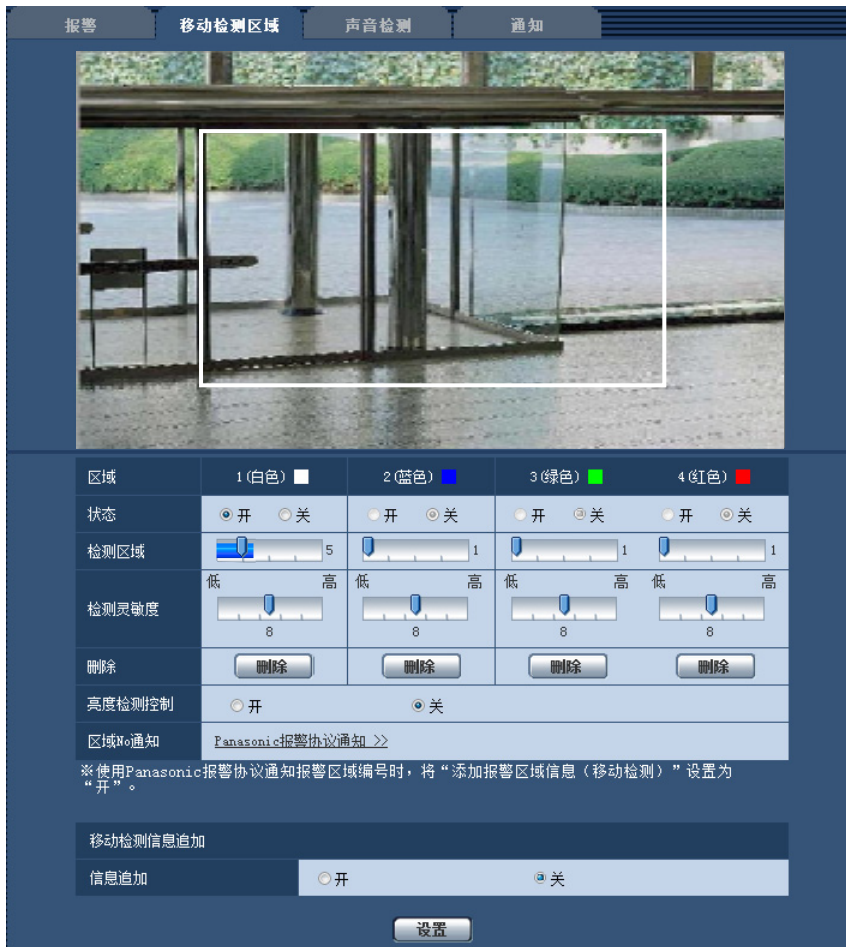 报警 移动检测区域 声音检测 通知
区域 1(白色) 2(蓝色) 3(绿色) 4(红色)
状态 开 关 开 关 开 关 开 关
检测区域 5 1 1 1
低 高 低 高 低 高 低 高
检测灵敏度
8 8 8 8
删除 删除 删除 删除 删除
亮度检测控制 开 关
区域No通知 Panasonic报警协议通知 >>
※使用Panasonic报警协议通知报警区域编号时，将“添加报警区域信息（移动检测）”设置为
“开”。
移动检测信息追加
信息追加 开 关
设置